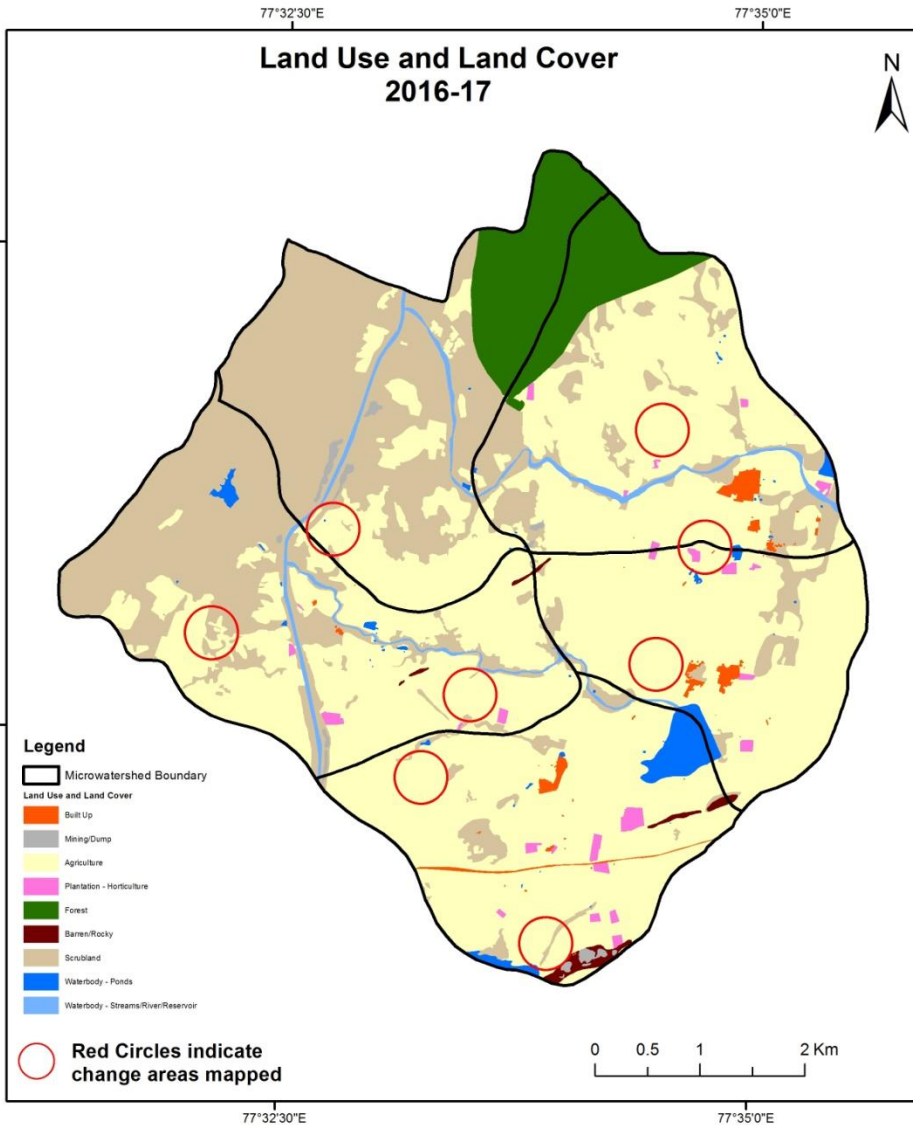 77°32'30"E
77°35'0"E
Land Use and Land Cover
2016-17
N
Legend
Microwatershed Boundary
Land Use and Land Cover
Built Up
Mining/Dump
Agriculture
Plantation - Horticulture
Forest
Barren/Rocky
Scrubland
Waterbody - Ponds
Waterbody - Streams/River/Reservoir
Red Circles indicate
change areas mapped
0 0.5 1 2 Km
77°32'30"E
77°35'0"E